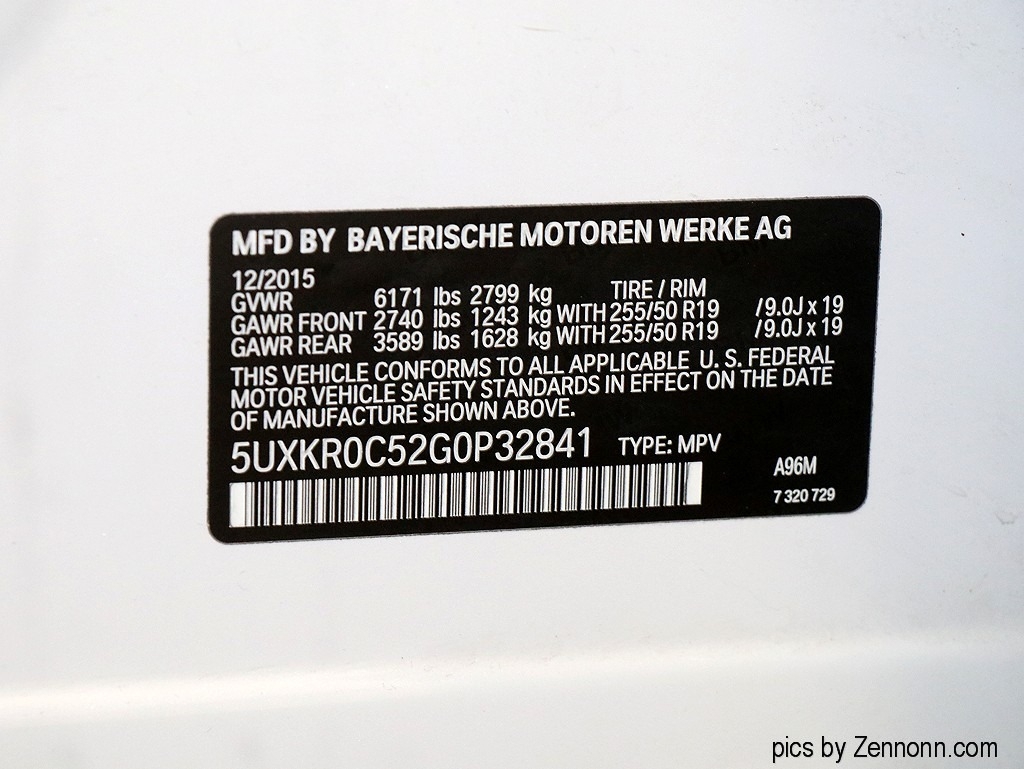 MFD BY BAYERISCHE MOTOREN WERKE AG
12/2015
GVWR 6171 lbs 2799 kg TIRE / RIM
GAWR FRONT 2740 lbs 1243 kg WITH 255/50 R19 /9.0J x 19
GAWR REAR 3589 lbs 1628 kg WITH 255/50 R19 /9.0J x 19
THIS VEHICLE CONFORMS TO ALL APPLICABLE U. S. FEDERAL
MOTOR VEHICLE SAFETY STANDARDS IN EFFECT ON THE DATE
OF MANUFACTURE SHOWN ABOVE.
5UXKR0C52G0P32841 TYPE: MPV
A96M
7 320 729
pics by Zennonn.com